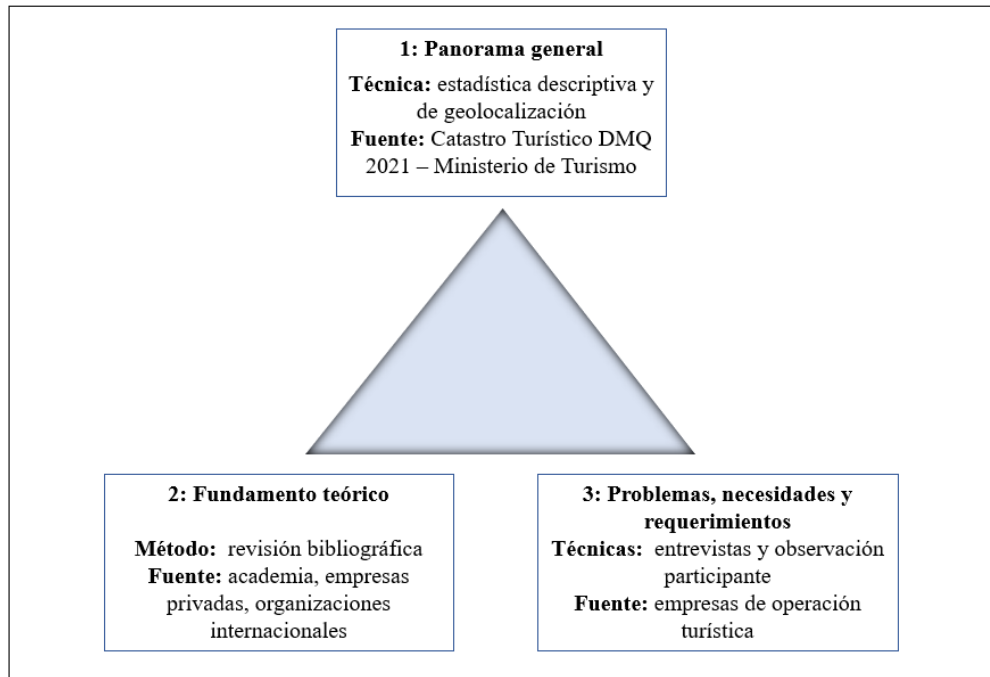 1: Panorama general
Técnica: estadística descriptiva y
de geolocalización
Fuente: Catastro Turístico DMQ
2021 – Ministerio de Turismo
2: Fundamento teórico
Método: revisión bibliográfica
Fuente: academia, empresas
privadas, organizaciones
internacionales
3: Problemas, necesidades y
requerimientos
Técnicas: entrevistas y observación
participante
Fuente: empresas de operación
turística